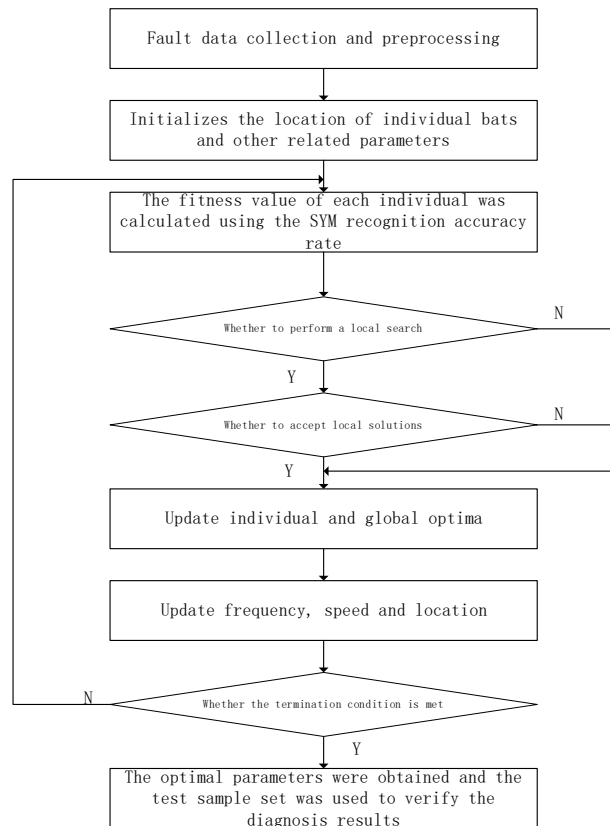 Fault data collection and preprocessing
Initializes the location of individual bats
and other related parameters
The fitness value of each individual was
calculated using the SYM recognition accuracy
rate
Whether to perform a local search
N
Y
Whether to accept local solutions
N
Y
Update individual and global optima
Update frequency, speed and location
Whether the termination condition is met
N
Y
The optimal parameters were obtained and the
test sample set was used to verify the
diagnosis results